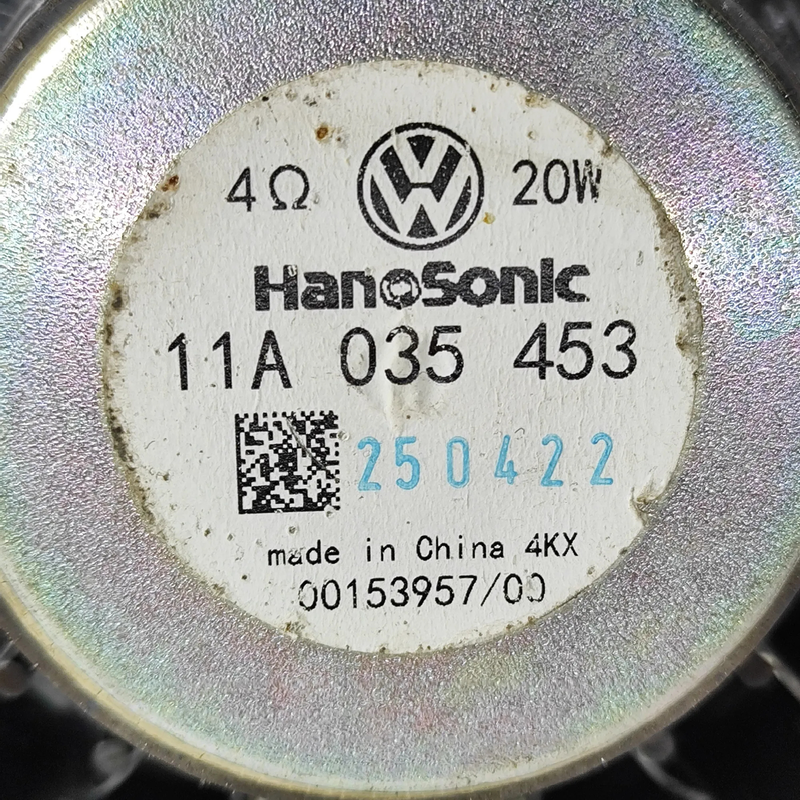 4Ω 20W
HanoSonic
11A 035 453
250422
made in China 4KX
00153957/00